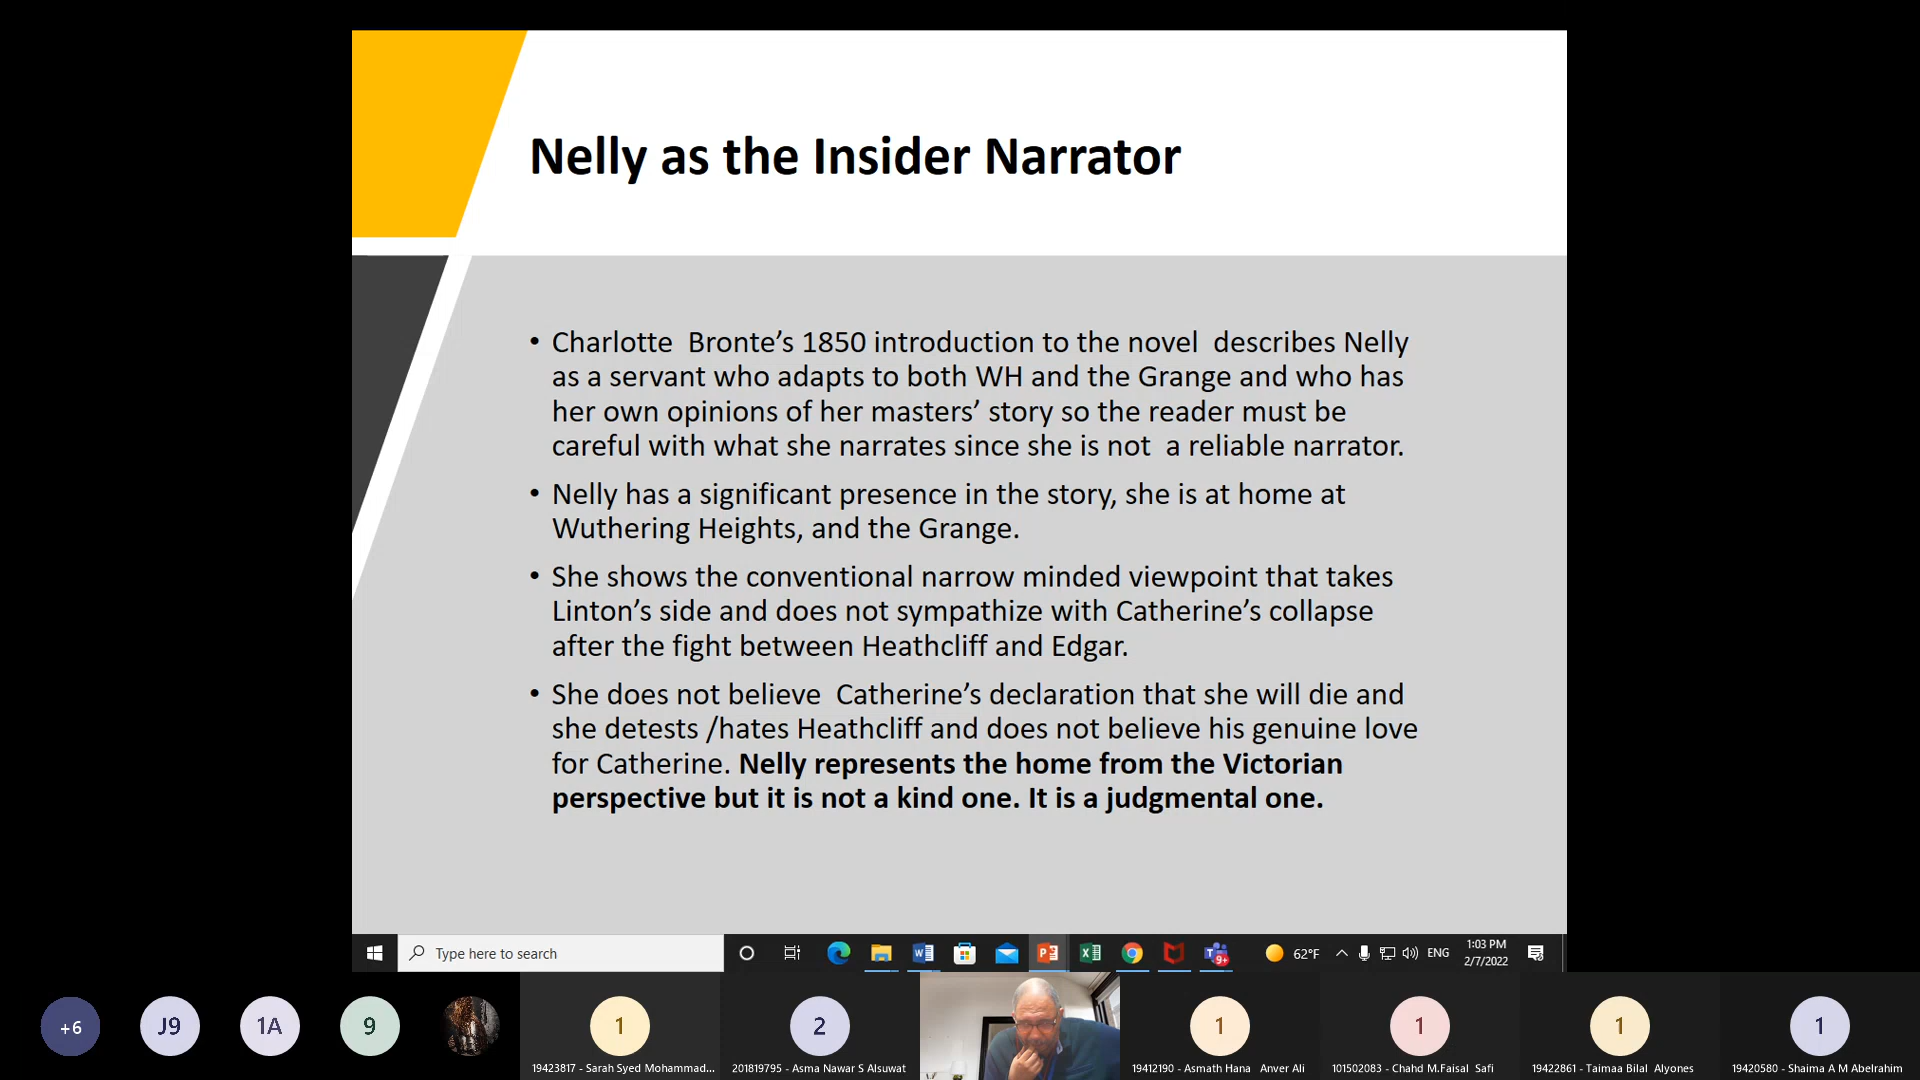 Nelly as the Insider Narrator
• Charlotte  Bronte’s 1850 introduction to the novel  describes Nelly
as a servant who adapts to both WH and the Grange and who has
her own opinions of her masters’ story so the reader must be
careful with what she narrates since she is not  a reliable narrator.
• Nelly has a significant presence in the story, she is at home at
Wuthering Heights, and the Grange.
• She shows the conventional narrow minded viewpoint that takes
Linton’s side and does not sympathize with Catherine’s collapse
after the fight between Heathcliff and Edgar.
• She does not believe  Catherine’s declaration that she will die and
she detests /hates Heathcliff and does not believe his genuine love
for Catherine. Nelly represents the home from the Victorian
perspective but it is not a kind one. It is a judgmental one.
Type here to search
9+
62°F
ENG
1:03 PM
2/7/2022
+6
J9
1A
9
1
2
1
1
1
1
19423817 - Sarah Syed Mohammad...
201819795 - Asma Nawar S Alsuwat
19412190 - Asmath Hana   Anver Ali
101502083 - Chahd M.Faisal  Safi
19422861 - Taimaa Bilal  Alyones
19420580 - Shaima A M Abelrahim